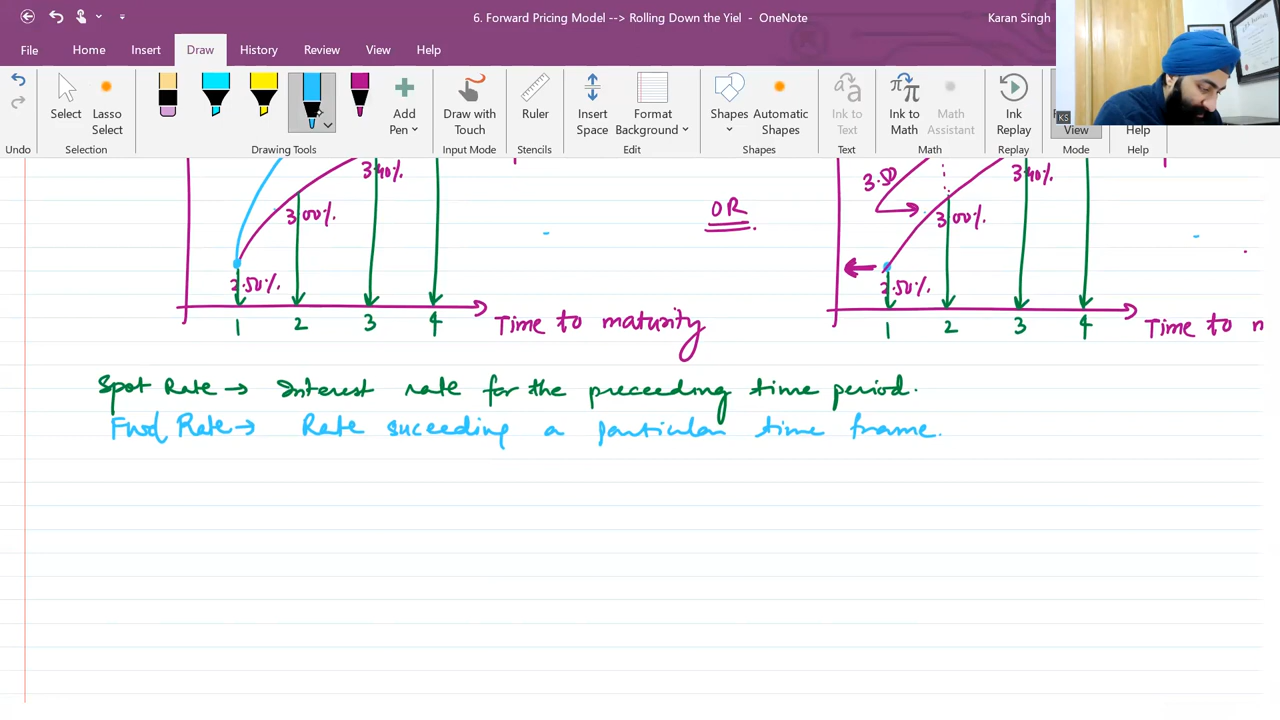 6. Forward Pricing Model --> Rolling Down the Yiel - OneNote
Karan Singh
File Home Insert Draw History Review View Help
Select
Lasso Select
Add Pen
Draw with Touch
Ruler
Insert Space
Format Background
Shapes
Automatic Shapes
Ink to Text
Ink to Math
Math Assistant
Ink Replay
View
Help
KS
Undo Selection Drawing Tools Input Mode Stencils Edit Shapes Text Math Replay Mode Help
3.40%
3.00%
2.50%
1 2 3 4
Time to maturity
OR
3.50
3.40%
3.00%
2.50%
1 2 3 4
Time to
Spot Rate → Interest rate for the preceeding time period.
Fwd Rate → Rate suceeding a particular time frame.